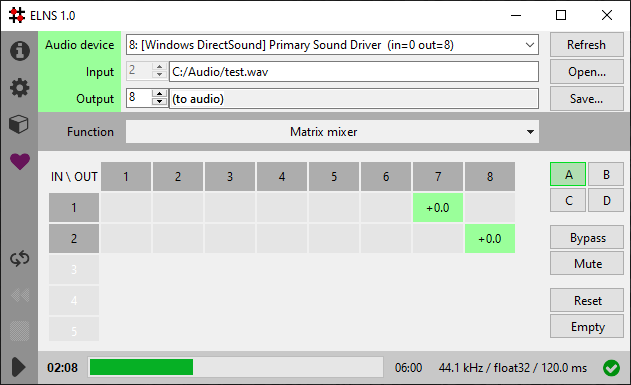 ELNS 1.0
Audio device 8: [Windows DirectSound] Primary Sound Driver (in=0 out=8) Refresh
Input 2 C:/Audio/test.wav Open...
Output 8 (to audio) Save...
Function Matrix mixer
IN \ OUT 1 2 3 4 5 6 7 8 A B
1 +0.0 C D
2 +0.0 Bypass
3 Mute
4 Reset
5 Empty
02:08 06:00 44.1 kHz / float32 / 120.0 ms